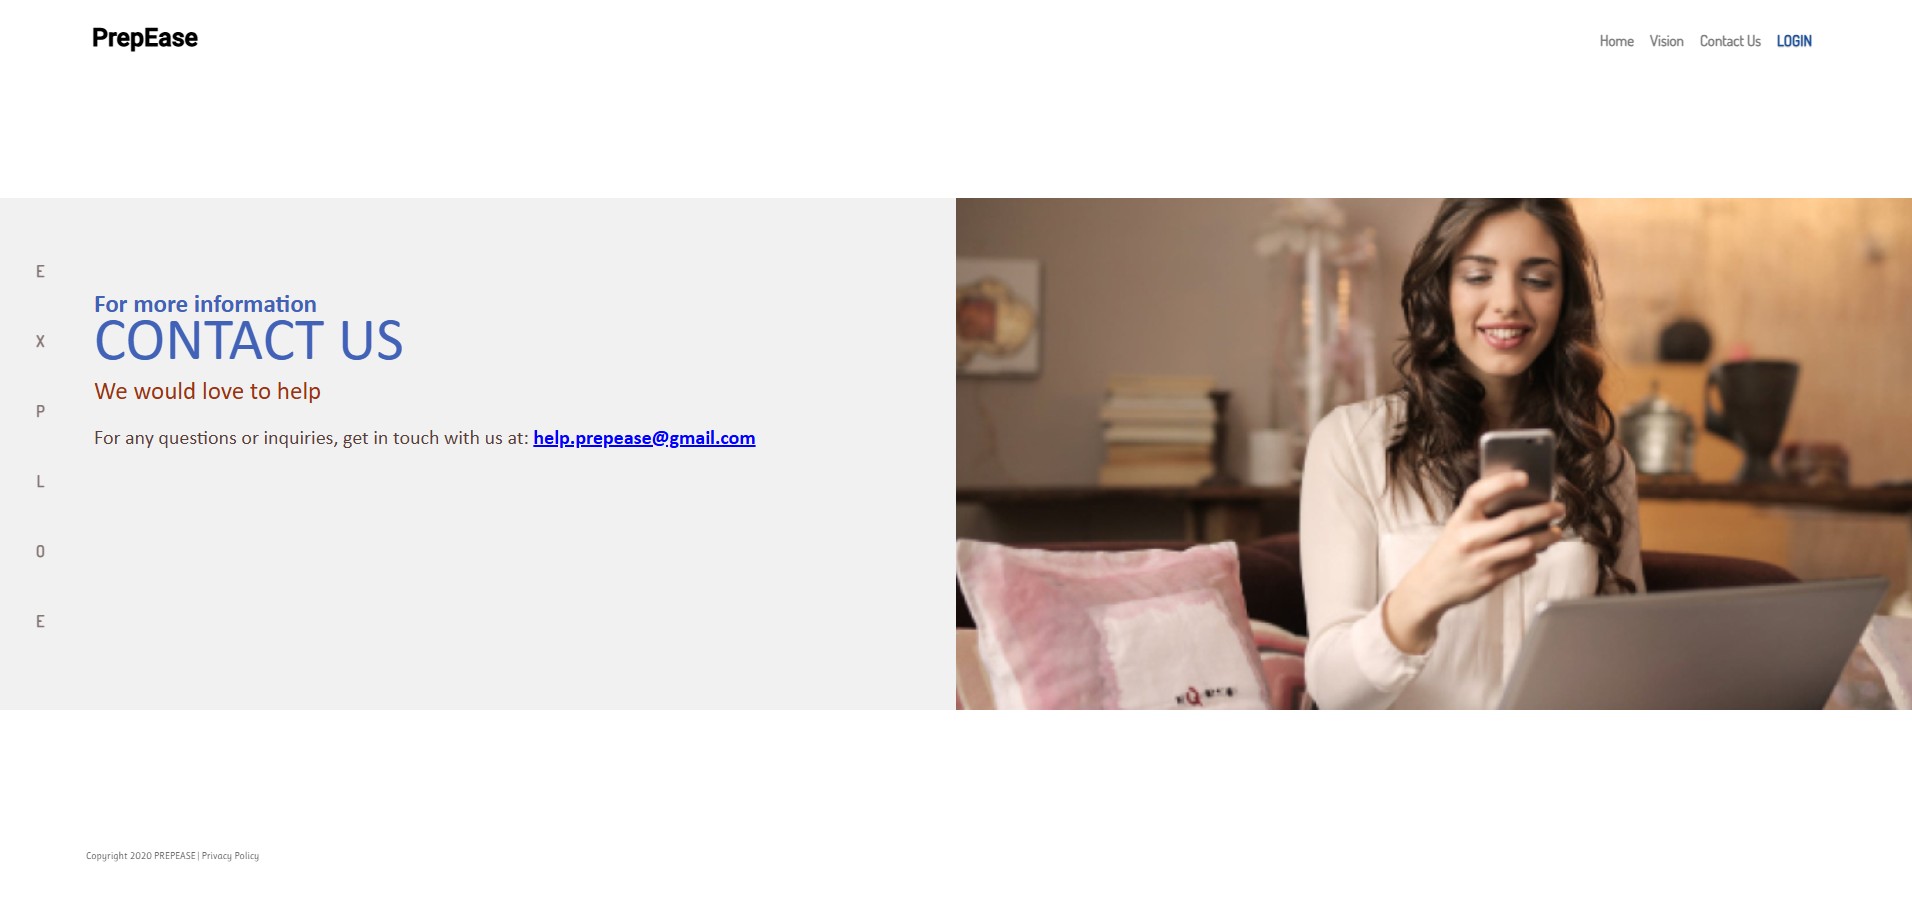 PrepEase
Home Vision Contact Us LOGIN
E
X
P
L
O
E
For more information
CONTACT US
We would love to help
For any questions or inquiries, get in touch with us at: help.prepease@gmail.com
Copyright 2020 PREPEASE | Privacy Policy